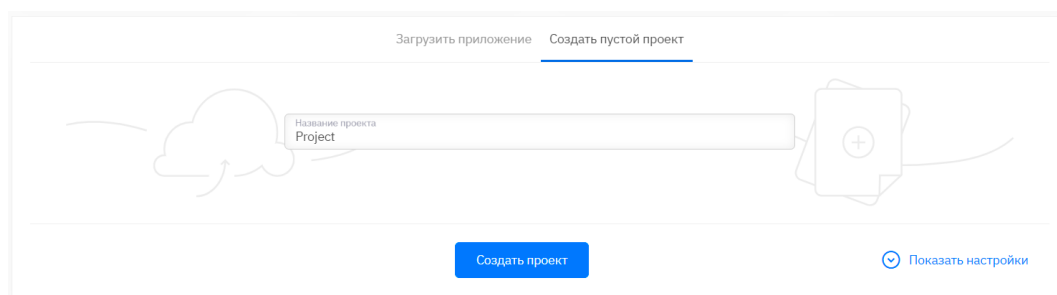 Загрузить приложение Создать пустой проект
Название проекта
Project
Создать проект Показать настройки